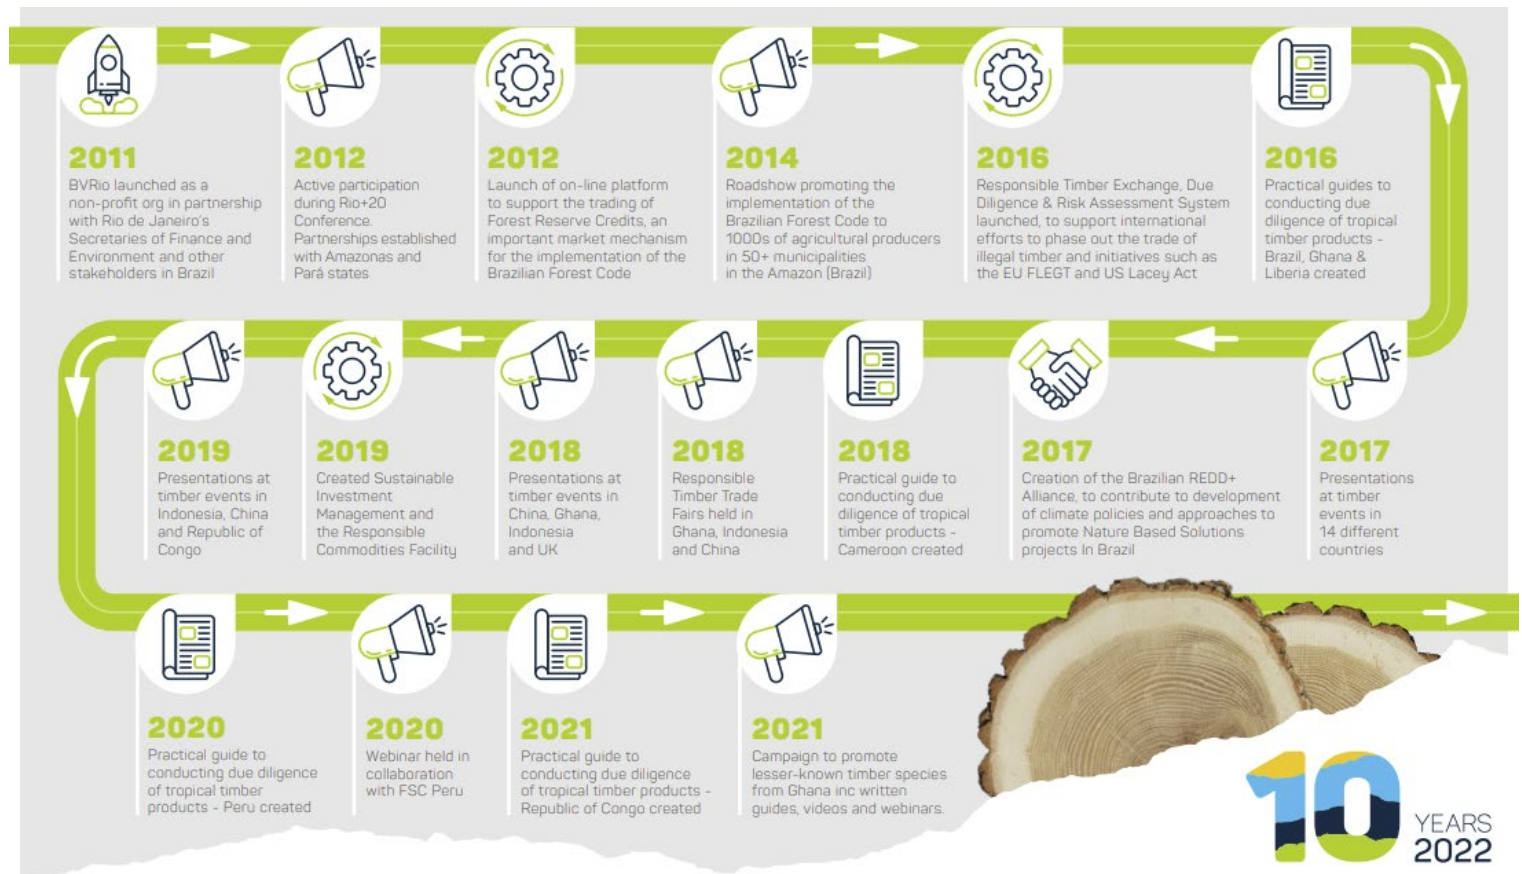 2011
BVRio launched as a
non-profit org in partnership
with Rio de Janeiro's
Secretaries of Finance and
Environment and other
stakeholders in Brazil
2012
Active participation
during Rio+20
Conference.
Partnerships established
with Amazonas and
Pará states
2012
Launch of on-line platform
to support the trading of
Forest Reserve Credits, an
important market mechanism
for the implementation of the
Brazilian Forest Code
2014
Roadshow promoting the
implementation of the
Brazilian Forest Code to
1000s of agricultural producers
in 50+ municipalities
in the Amazon (Brazil)
2016
Responsible Timber Exchange, Due
Diligence & Risk Assessment System
launched, to support international
efforts to phase out the trade of
illegal timber and initiatives such as
the EU FLEGT and US Lacey Act
2016
Practical guides to
conducting due
diligence of tropical
timber products -
Brazil, Ghana &
Liberia created
2017
Presentations
at timber
events in
14 different
countries
2017
Creation of the Brazilian REDD+
Alliance, to contribute to development
of climate policies and approaches to
promote Nature Based Solutions
projects In Brazil
2018
Practical guide to
conducting due
diligence of tropical
timber products -
Cameroon created
2018
Responsible
Timber Trade
Fairs held in
Ghana, Indonesia
and China
2018
Presentations at
timber events in
China, Ghana,
Indonesia
and UK
2019
Created Sustainable
Investment
Management and
the Responsible
Commodities Facility
2019
Presentations at
timber events in
Indonesia, China
and Republic of
Congo
2020
Practical guide to
conducting due diligence
of tropical timber
products - Peru created
2020
Webinar held in
collaboration
with FSC Peru
2021
Practical guide to
conducting due diligence
of tropical timber products -
Republic of Congo created
2021
Campaign to promote
lesser-known timber species
from Ghana inc written
guides, videos and webinars.
10
YEARS
2022